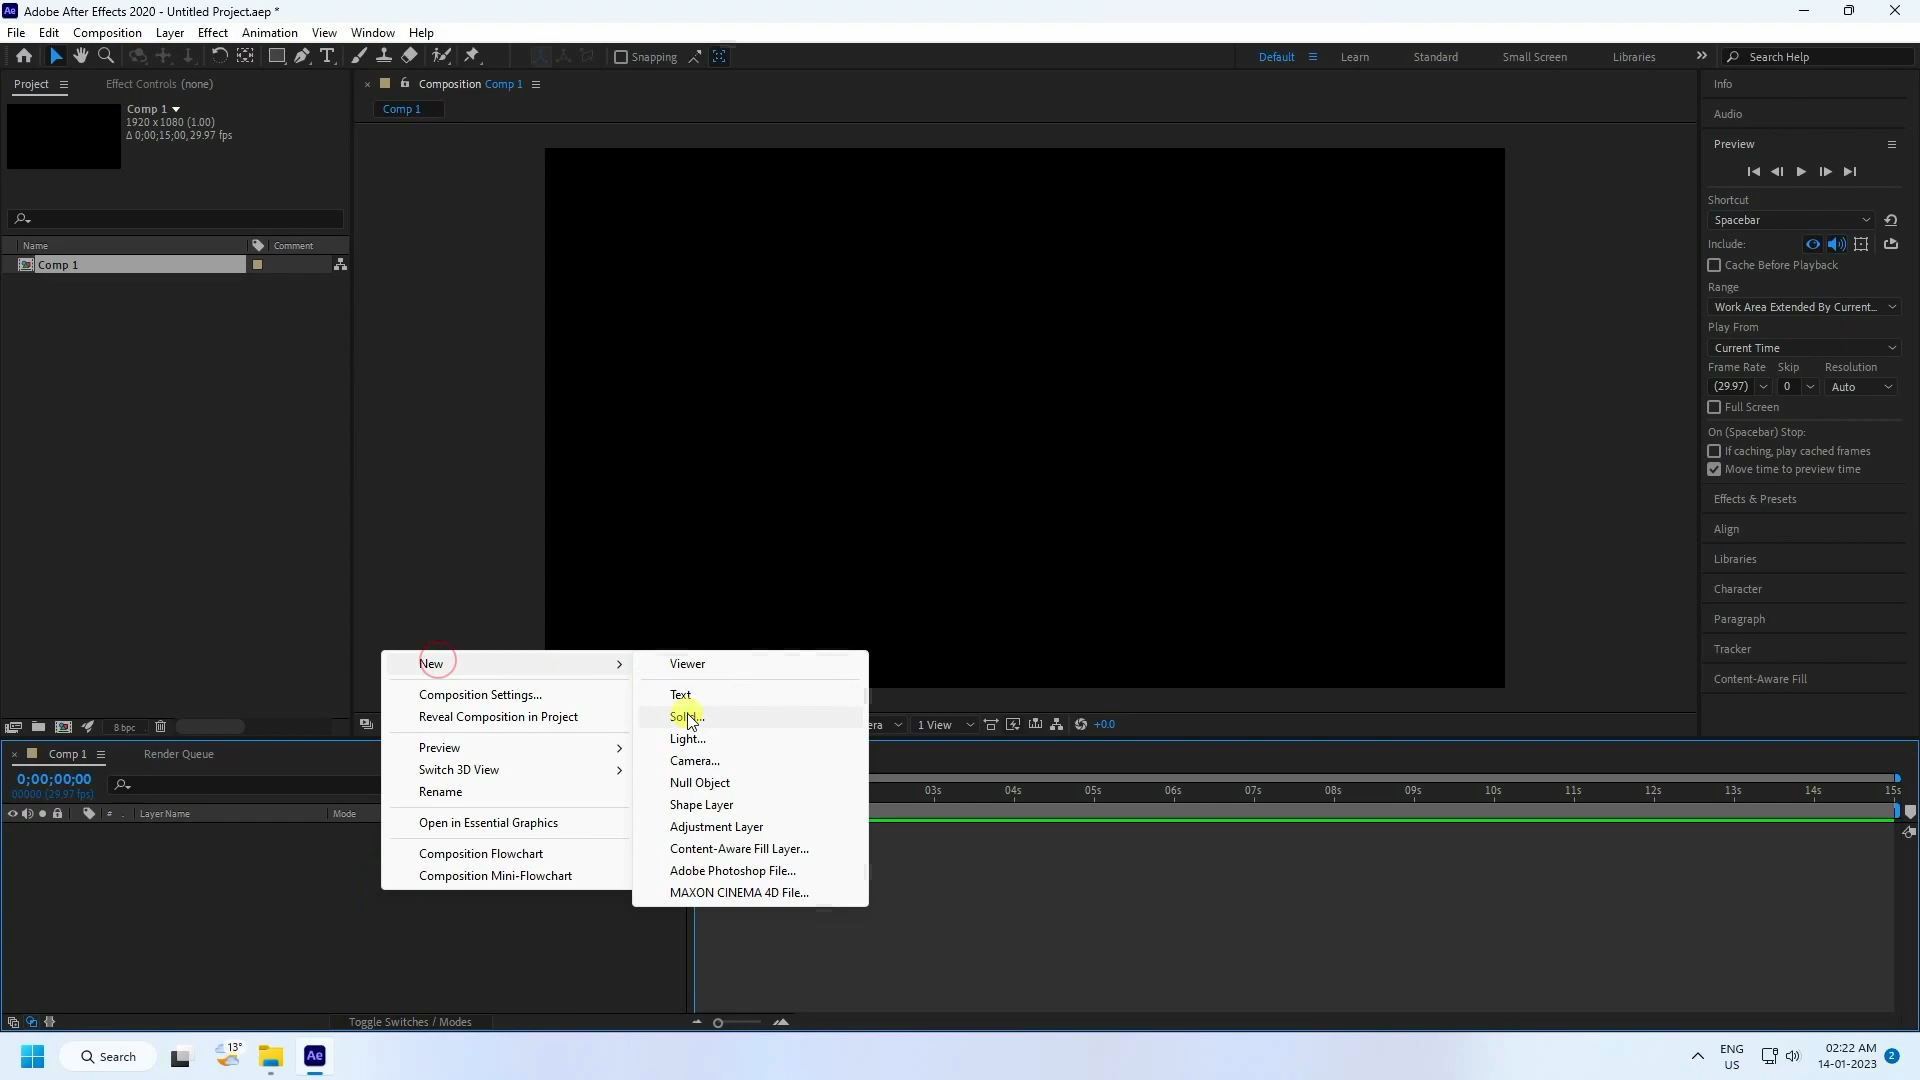 Ae Adobe After Effects 2020 - Untitled Project.aep *
File Edit Composition Layer Effect Animation View Window Help
Snapping
Default Learn Standard Small Screen Libraries Search Help
Project Effect Controls (none)
Composition Comp 1
Comp 1
Comp 1
1920 x 1080 (1.00)
Δ 0;00;15;00, 29.97 fps
Name Comment
Comp 1
Info
Audio
Preview
Shortcut
Spacebar
Include:
Cache Before Playback
Range
Work Area Extended By Current...
Play From
Current Time
Frame Rate Skip Resolution
(29.97) 0 Auto
Full Screen
On (Spacebar) Stop:
If caching, play cached frames
Move time to preview time
Effects & Presets
Align
Libraries
Character
Paragraph
Tracker
Content-Aware Fill
New
Composition Settings...
Reveal Composition in Project
Preview
Switch 3D View
Rename
Open in Essential Graphics
Composition Flowchart
Composition Mini-Flowchart
Viewer
Text
Light...
Camera...
Null Object
Shape Layer
Adjustment Layer
Content-Aware Fill Layer...
Adobe Photoshop File...
MAXON CINEMA 4D File...
8 bpc
1 View +0.0
Comp 1 Render Queue
0;00;00;00
00000 (29.97 fps)
# . Layer Name Mode
03s 04s 05s 06s 07s 08s 09s 10s 11s 12s 13s 14s 15s
Toggle Switches / Modes
Search
13°
Ae
ENG
US
02:22 AM
14-01-2023
2